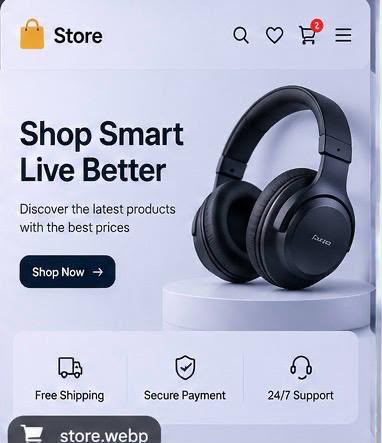 Store
2
Shop Smart
Live Better
Discover the latest products
with the best prices
Shop Now →
Free Shipping
Secure Payment
24/7 Support
store.webp